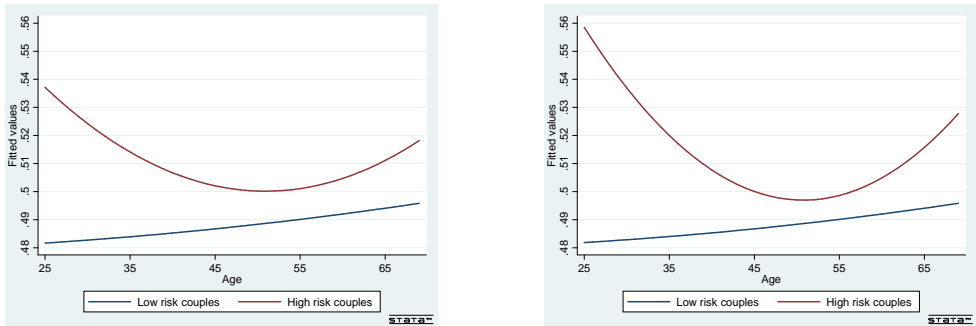 Fitted values
.48 .49 .5 .51 .52 .53 .54 .55 .56
25 35 45 55 65
Age
Low risk couples High risk couples
STATA™
Fitted values
.48 .49 .5 .51 .52 .53 .54 .55 .56
25 35 45 55 65
Age
Low risk couples High risk couples
STATA™